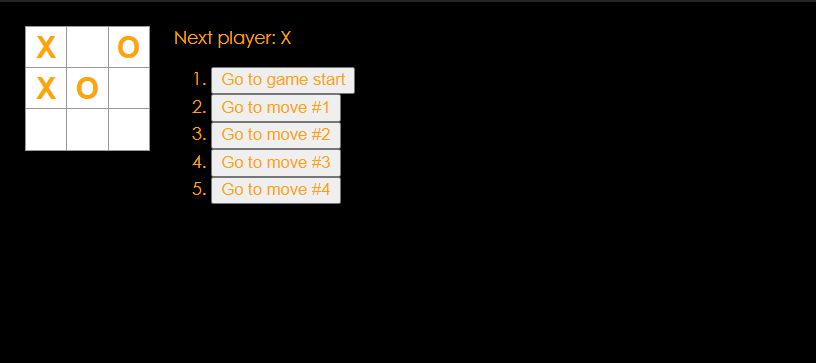 X O
X O
Next player: X
1. Go to game start
2. Go to move #1
3. Go to move #2
4. Go to move #3
5. Go to move #4